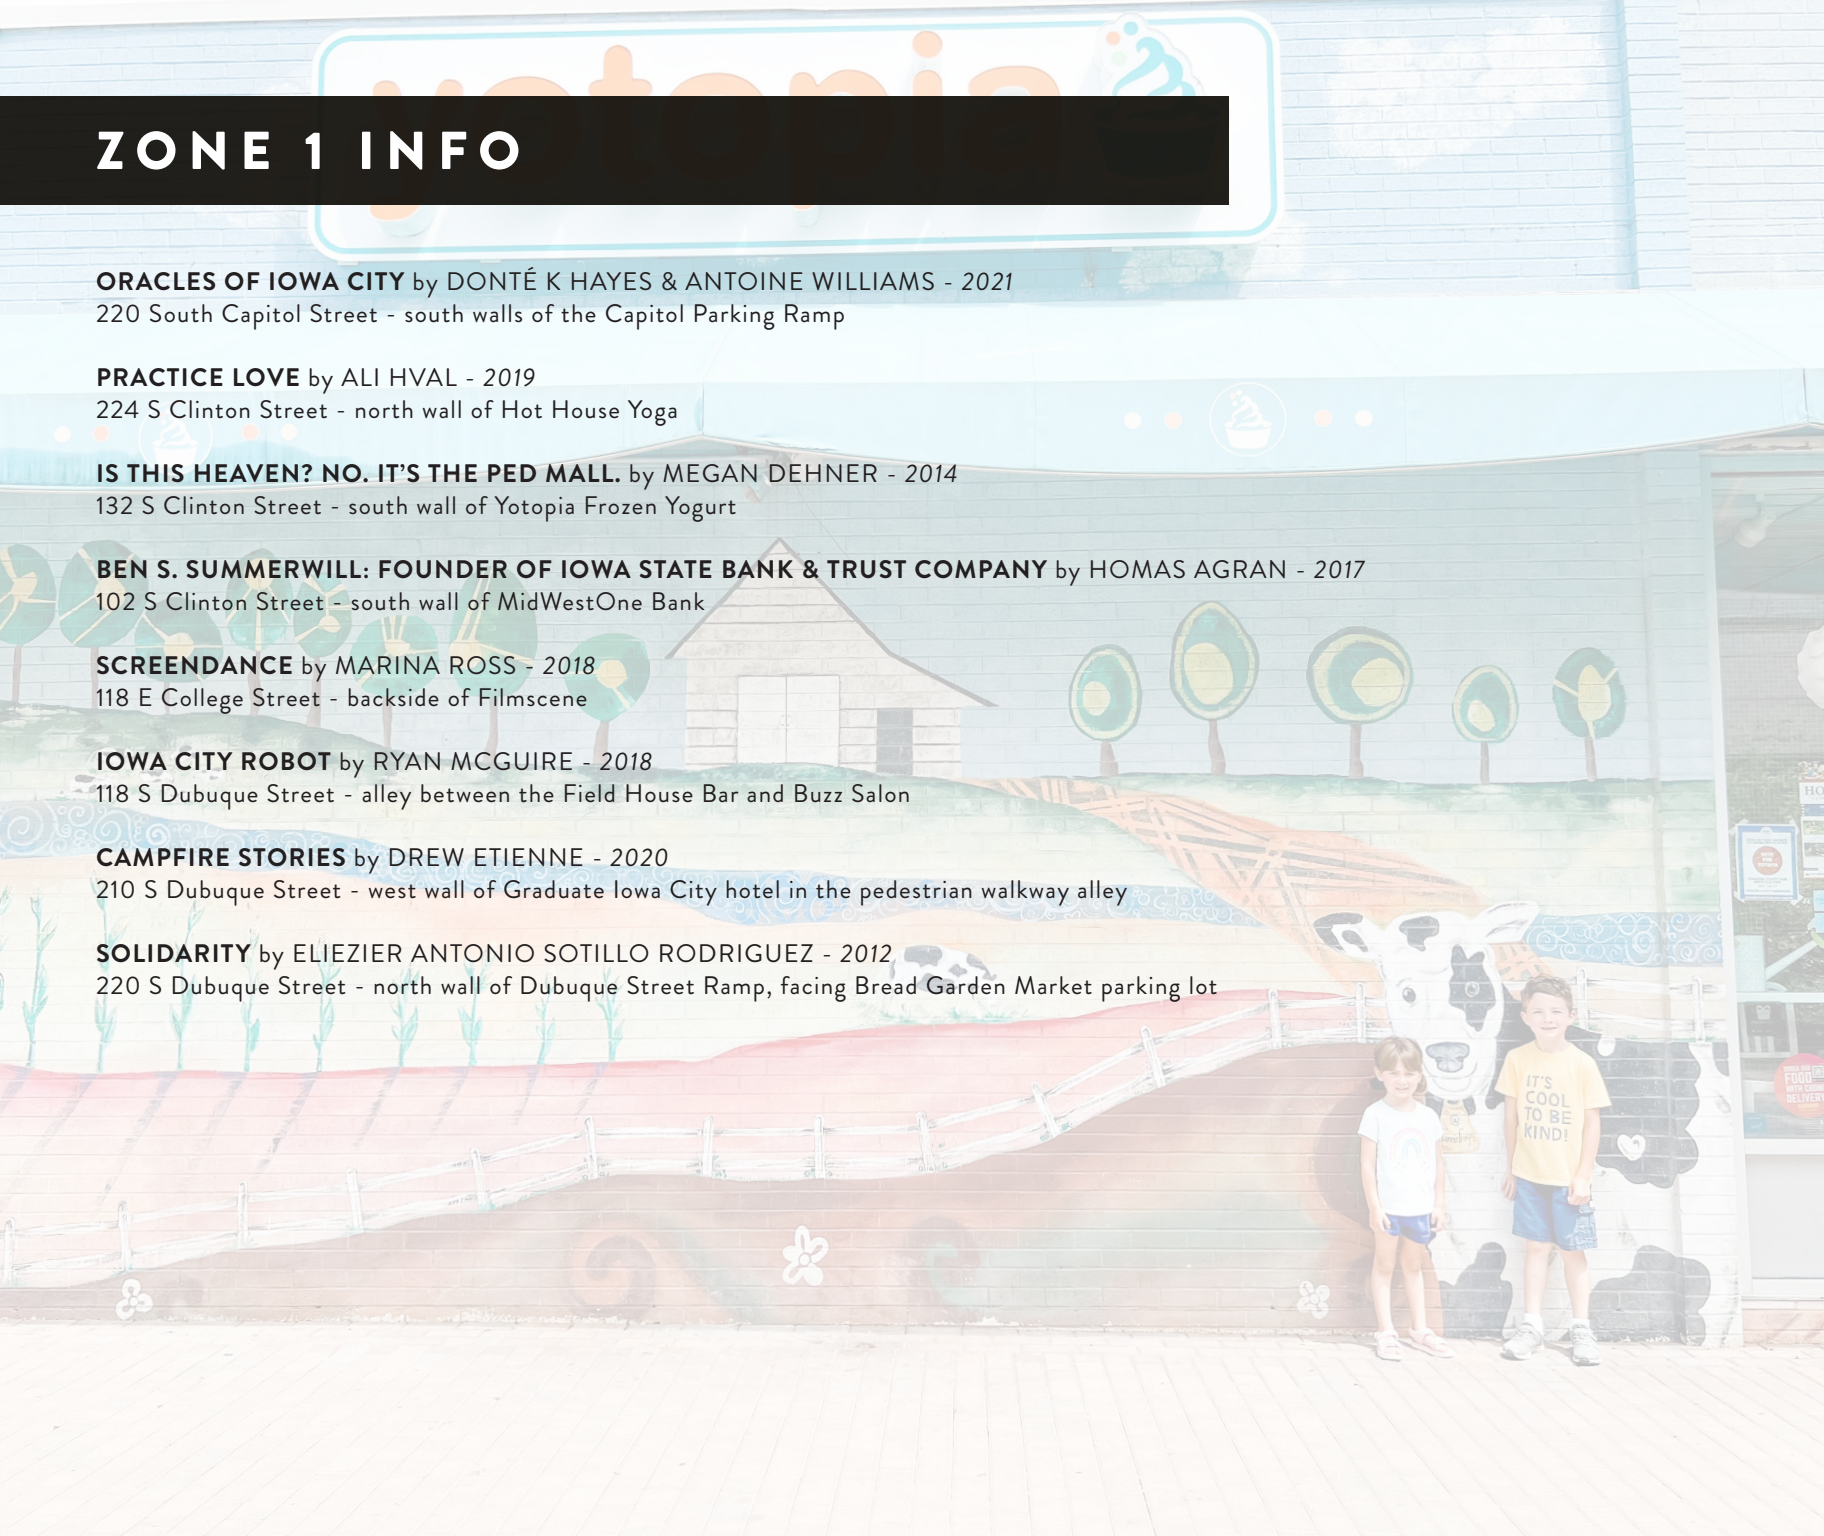 yotopia
ZONE 1 INFO
ORACLES OF IOWA CITY by DONTÉ K HAYES & ANTOINE WILLIAMS - 2021
220 South Capitol Street - south walls of the Capitol Parking Ramp
PRACTICE LOVE by ALI HVAL - 2019
224 S Clinton Street - north wall of Hot House Yoga
IS THIS HEAVEN? NO. IT’S THE PED MALL. by MEGAN DEHNER - 2014
132 S Clinton Street - south wall of Yotopia Frozen Yogurt
BEN S. SUMMERWILL: FOUNDER OF IOWA STATE BANK & TRUST COMPANY by HOMAS AGRAN - 2017
102 S Clinton Street - south wall of MidWestOne Bank
SCREENDANCE by MARINA ROSS - 2018
118 E College Street - backside of Filmscene
IOWA CITY ROBOT by RYAN MCGUIRE - 2018
118 S Dubuque Street - alley between the Field House Bar and Buzz Salon
CAMPFIRE STORIES by DREW ETIENNE - 2020
210 S Dubuque Street - west wall of Graduate Iowa City hotel in the pedestrian walkway alley
SOLIDARITY by ELIEZIER ANTONIO SOTILLO RODRIGUEZ - 2012
220 S Dubuque Street - north wall of Dubuque Street Ramp, facing Bread Garden Market parking lot
IT'S
COOL
TO BE
KIND!
FOOD
DELIVERY